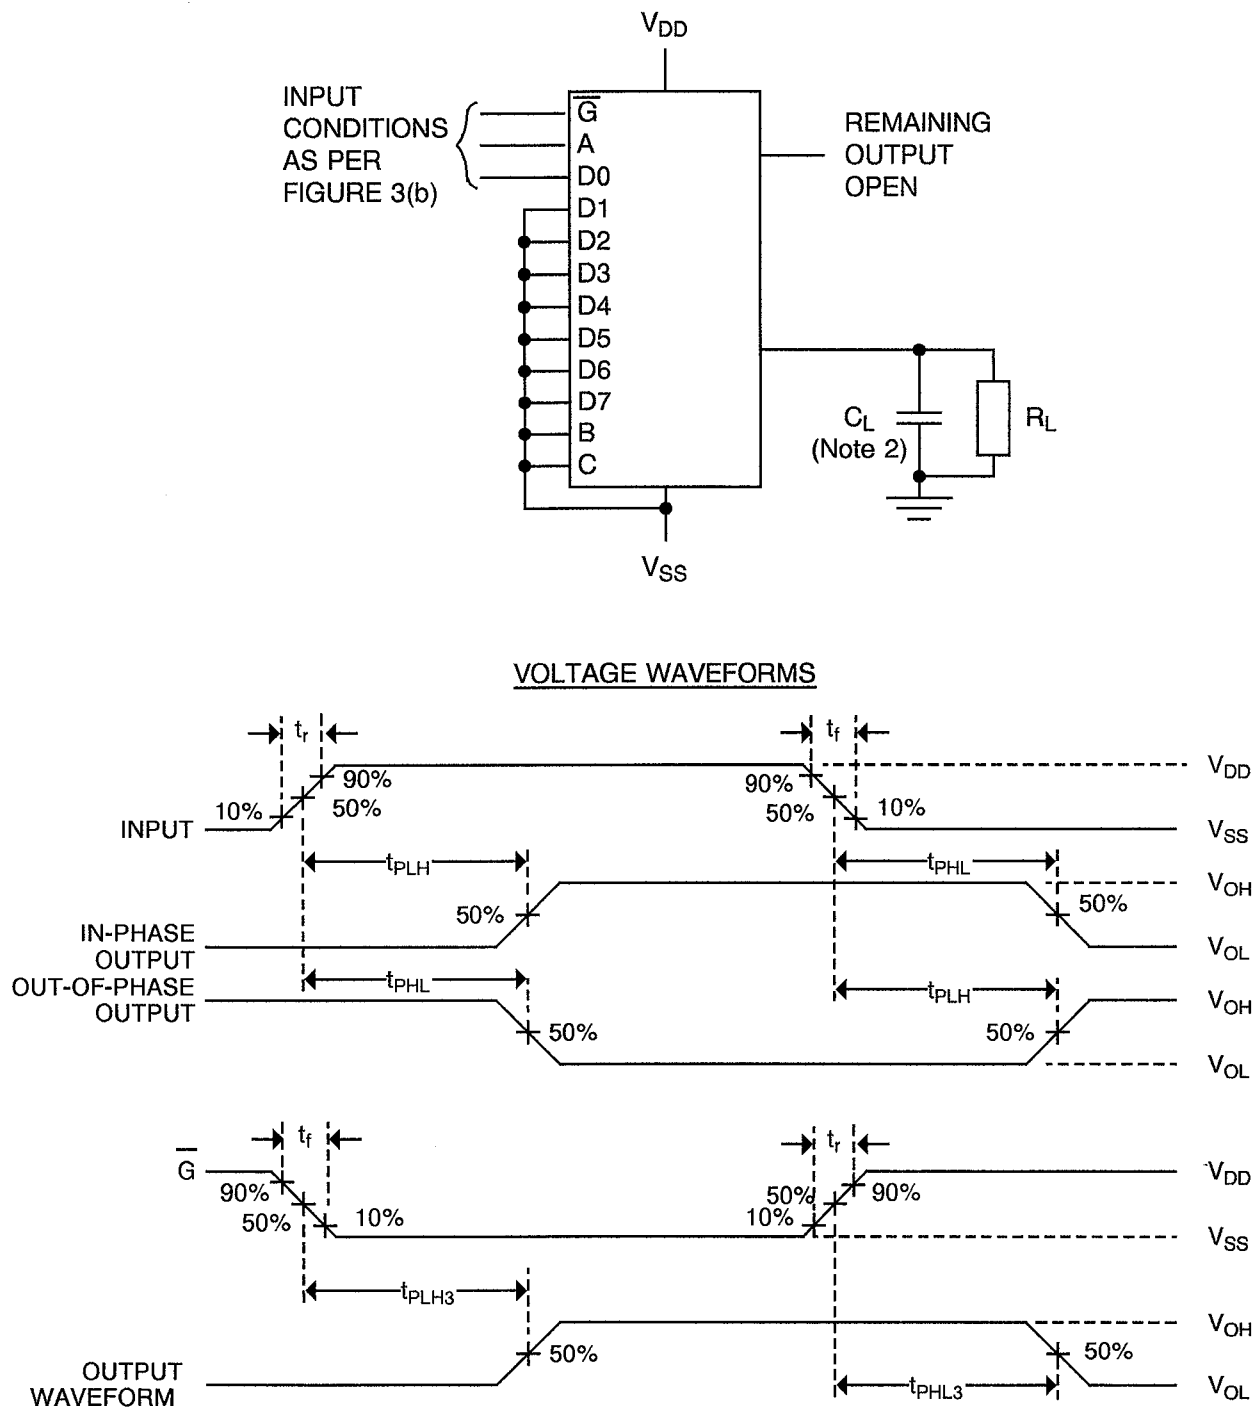 VDD
INPUT
CONDITIONS
AS PER
FIGURE 3(b)
G
A
D0
D1
D2
D3
D4
D5
D6
D7
B
C
REMAINING
OUTPUT
OPEN
CL
(Note 2)
RL
VSS
VOLTAGE WAVEFORMS
tr
tf
90%
50%
10%
INPUT
90%
50%
10%
VDD
VSS
tPLH
tPHL
50%
50%
VOH
VOL
IN-PHASE
OUTPUT
OUT-OF-PHASE
OUTPUT
tPHL
tPLH
50%
50%
VOH
VOL
tf
tr
G
90%
50%
10%
50%
10%
90%
VDD
VSS
tPLH3
50%
50%
VOH
VOL
OUTPUT
WAVEFORM
tPHL3